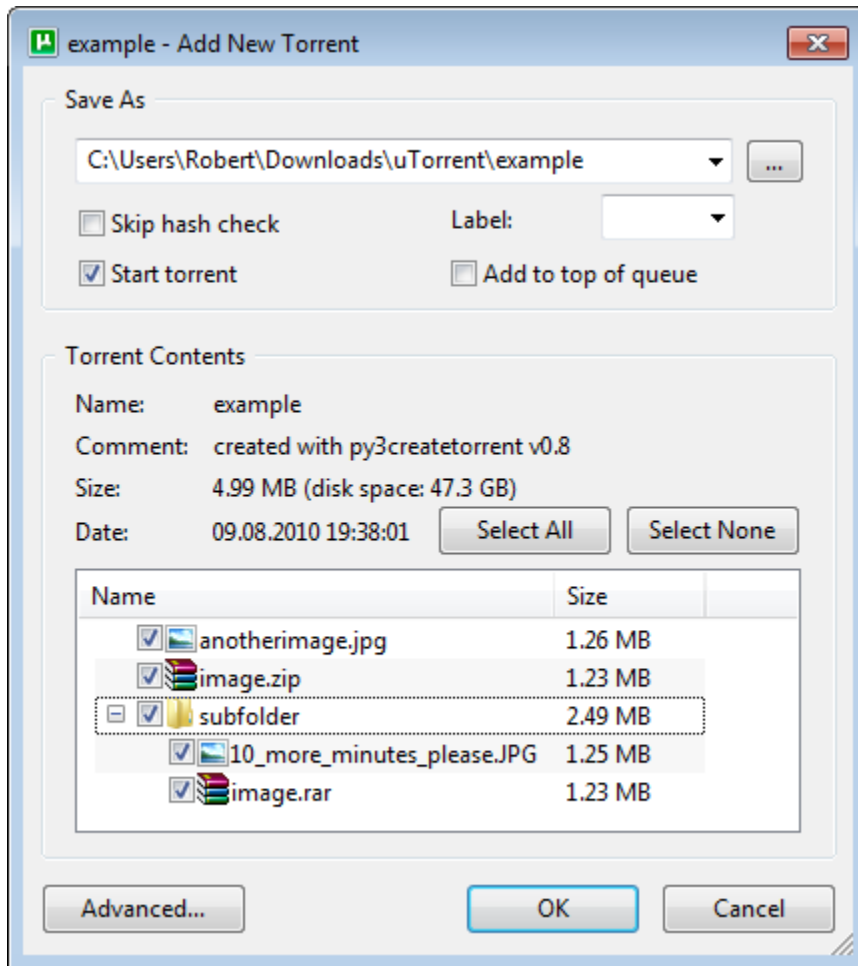 example - Add New Torrent
Save As
C:\Users\Robert\Downloads\uTorrent\example
...
Skip hash check
Label:
Start torrent
Add to top of queue
Torrent Contents
Name: example
Comment: created with py3createtorrent v0.8
Size: 4.99 MB (disk space: 47.3 GB)
Date: 09.08.2010 19:38:01
Select All
Select None
Name Size
anotherimage.jpg 1.26 MB
image.zip 1.23 MB
subfolder 2.49 MB
10_more_minutes_please.JPG 1.25 MB
image.rar 1.23 MB
Advanced...
OK
Cancel